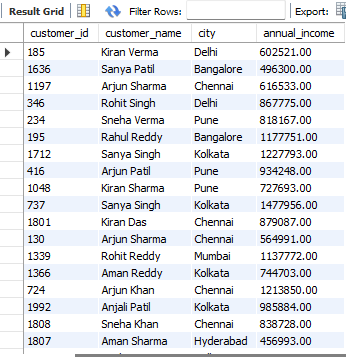 Result Grid Filter Rows: Export:
customer_id customer_name city annual_income
185 Kiran Verma Delhi 602521.00
1636 Sanya Patil Bangalore 496300.00
1197 Arjun Sharma Chennai 616533.00
346 Rohit Singh Delhi 867775.00
234 Sneha Verma Pune 818167.00
195 Rahul Reddy Bangalore 1177751.00
1712 Sanya Singh Kolkata 1227793.00
416 Arjun Patil Pune 934248.00
1048 Kiran Sharma Pune 727693.00
737 Sanya Singh Kolkata 1477956.00
1801 Kiran Das Chennai 879087.00
130 Arjun Sharma Chennai 564991.00
1339 Rohit Reddy Mumbai 1137772.00
1366 Aman Reddy Kolkata 744703.00
724 Arjun Khan Chennai 1213850.00
1992 Anjali Patil Kolkata 985884.00
1808 Sneha Khan Chennai 838728.00
1807 Aman Sharma Hyderabad 456993.00